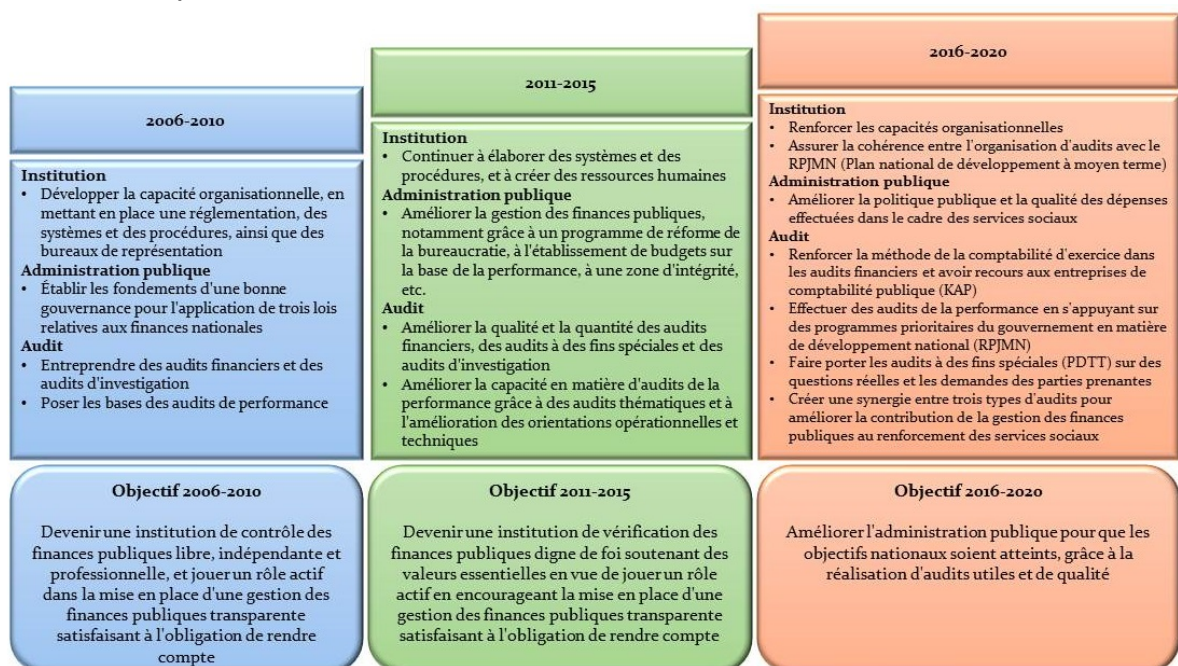 2006-2010
Institution
• Développer la capacité organisationnelle, en
mettant en place une réglementation, des
systèmes et des procédures, ainsi que des
bureaux de représentation
Administration publique
• Établir les fondements d'une bonne
gouvernance pour l'application de trois lois
relatives aux finances nationales
Audit
• Entreprendre des audits financiers et des
audits d'investigation
• Poser les bases des audits de performance
Objectif 2006-2010
Devenir une institution de contrôle des
finances publiques libre, indépendante et
professionnelle, et jouer un rôle actif
dans la mise en place d'une gestion des
finances publiques transparente
satisfaisant à l'obligation de rendre
compte
2011-2015
Institution
• Continuer à élaborer des systèmes et des
procédures, et à créer des ressources humaines
Administration publique
• Améliorer la gestion des finances publiques,
notamment grâce à un programme de réforme de
la bureaucratie, à l'établissement de budgets sur
la base de la performance, à une zone d'intégrité,
etc.
Audit
• Améliorer la qualité et la quantité des audits
financiers, des audits à des fins spéciales et des
audits d'investigation
• Améliorer la capacité en matière d'audits de la
performance grâce à des audits thématiques et à
l'amélioration des orientations opérationnelles et
techniques
Objectif 2011-2015
Devenir une institution de vérification des
finances publiques digne de foi soutenant des
valeurs essentielles en vue de jouer un rôle
actif en encourageant la mise en place d'une
gestion des finances publiques transparente
satisfaisant à l'obligation de rendre compte
2016-2020
Institution
• Renforcer les capacités organisationnelles
• Assurer la cohérence entre l'organisation d'audits avec le
RPJMN (Plan national de développement à moyen terme)
Administration publique
• Améliorer la politique publique et la qualité des dépenses
effectuées dans le cadre des services sociaux
Audit
• Renforcer la méthode de la comptabilité d'exercice dans
les audits financiers et avoir recours aux entreprises de
comptabilité publique (KAP)
• Effectuer des audits de la performance en s'appuyant sur
des programmes prioritaires du gouvernement en matière
de développement national (RPJMN)
• Faire porter les audits à des fins spéciales (PDTT) sur des
questions réelles et les demandes des parties prenantes
• Créer une synergie entre trois types d'audits pour
améliorer la contribution de la gestion des finances
publiques au renforcement des services sociaux
Objectif 2016-2020
Améliorer l'administration publique pour que les
objectifs nationaux soient atteints, grâce à la
réalisation d'audits utiles et de qualité